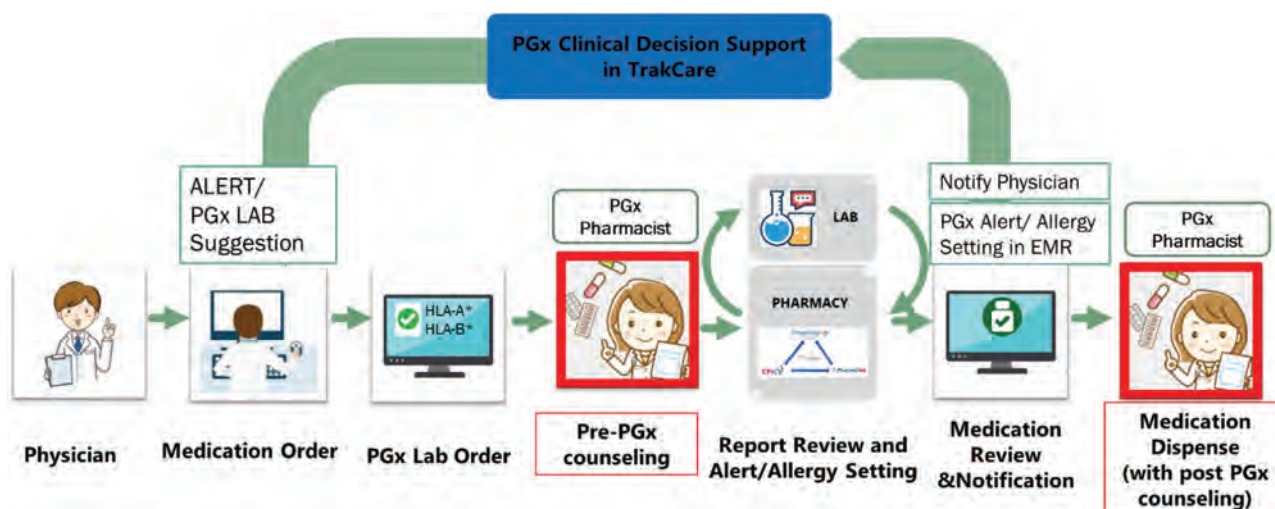 PGx Clinical Decision Support
in TrakCare
ALERT/
PGx LAB
Suggestion
PGx
Pharmacist
LAB
Notify Physician
PGx Alert/ Allergy
Setting in EMR
PGx
Pharmacist
HLA-A*
HLA-B*
PHARMACY
Physician
Medication Order
PGx Lab Order
Pre-PGx
counseling
Report Review and
Alert/Allergy Setting
Medication
Review
&Notification
Medication
Dispense
(with post PGx
counseling)